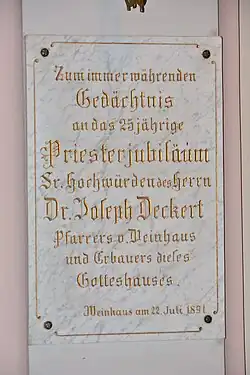 Zum immerwährenden
Gedächtnis
an das 25jährige
Priesterjubiläum
Sr. Hochwürden des Herrn
Dr. Joseph Deckert
Pfarrers v. Weinhaus
und Erbauers dieses
Gotteshauses.
Weinhaus am 22 Juli 1891